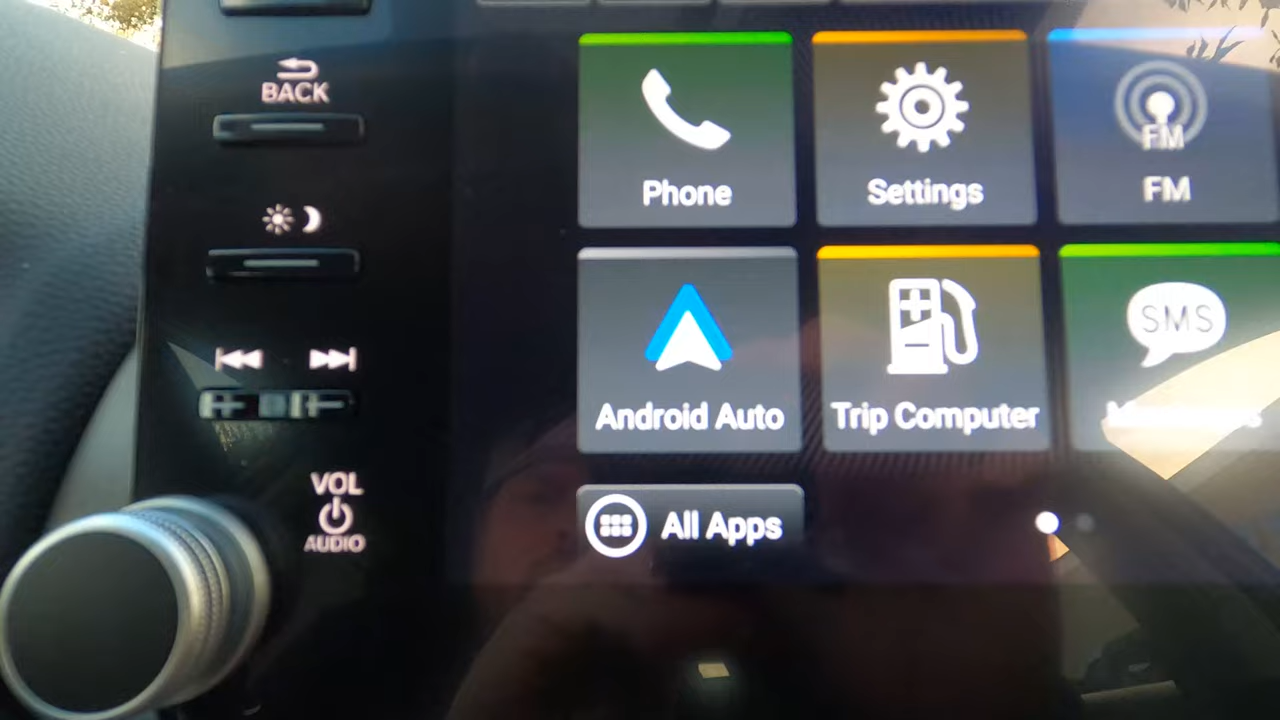 BACK
Phone
Settings
FM
FM
Android Auto
Trip Computer
SMS
VOL
AUDIO
All Apps